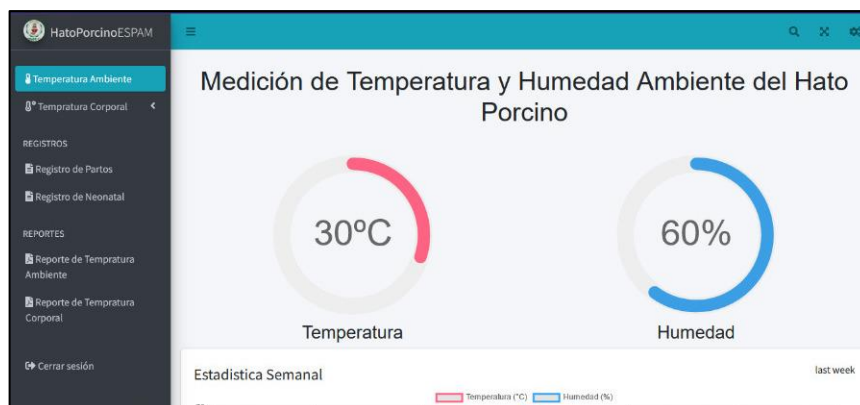 HatoPorcinoESPAM
Temperatura Ambiente
Tempratura Corporal
REGISTROS
Registro de Partos
Registro de Neonatal
REPORTES
Reporte de Tempratura
Ambiente
Reporte de Tempratura
Corporal
Cerrar sesión
Medición de Temperatura y Humedad Ambiente del Hato
Porcino
30ºC
60%
Temperatura
Humedad
Estadistica Semanal
last week
Temperatura (°C)
Humedad (%)